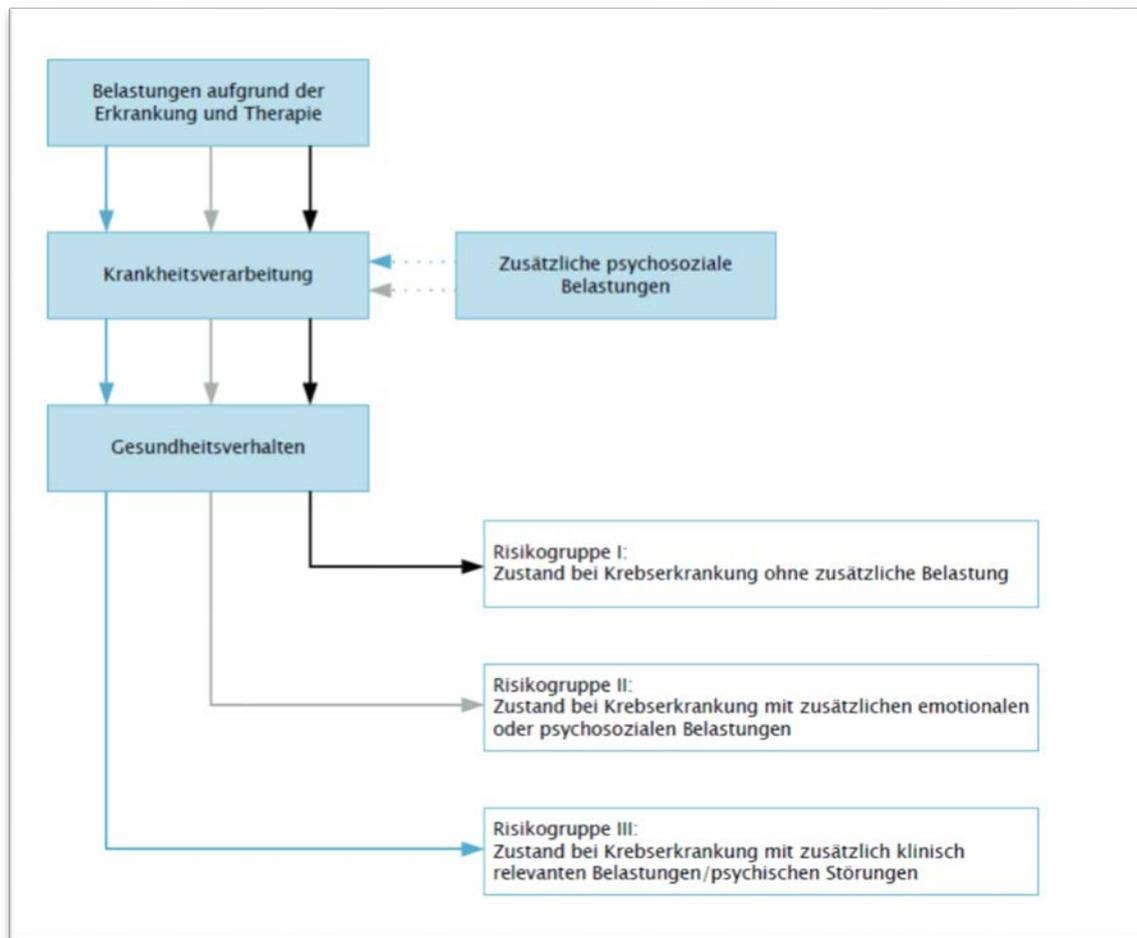 Belastungen aufgrund der
Erkrankung und Therapie
Krankheitsverarbeitung
Zusätzliche psychosoziale
Belastungen
Gesundheitsverhalten
Risikogruppe I:
Zustand bei Krebserkrankung ohne zusätzliche Belastung
Risikogruppe II:
Zustand bei Krebserkrankung mit zusätzlichen emotionalen
oder psychosozialen Belastungen
Risikogruppe III:
Zustand bei Krebserkrankung mit zusätzlich klinisch
relevanten Belastungen/psychischen Störungen